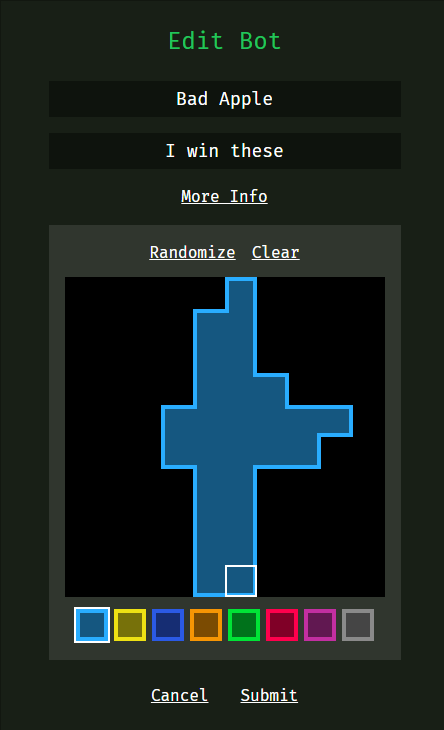 Edit Bot
Bad Apple
I win these
More Info
Randomize Clear
Cancel Submit